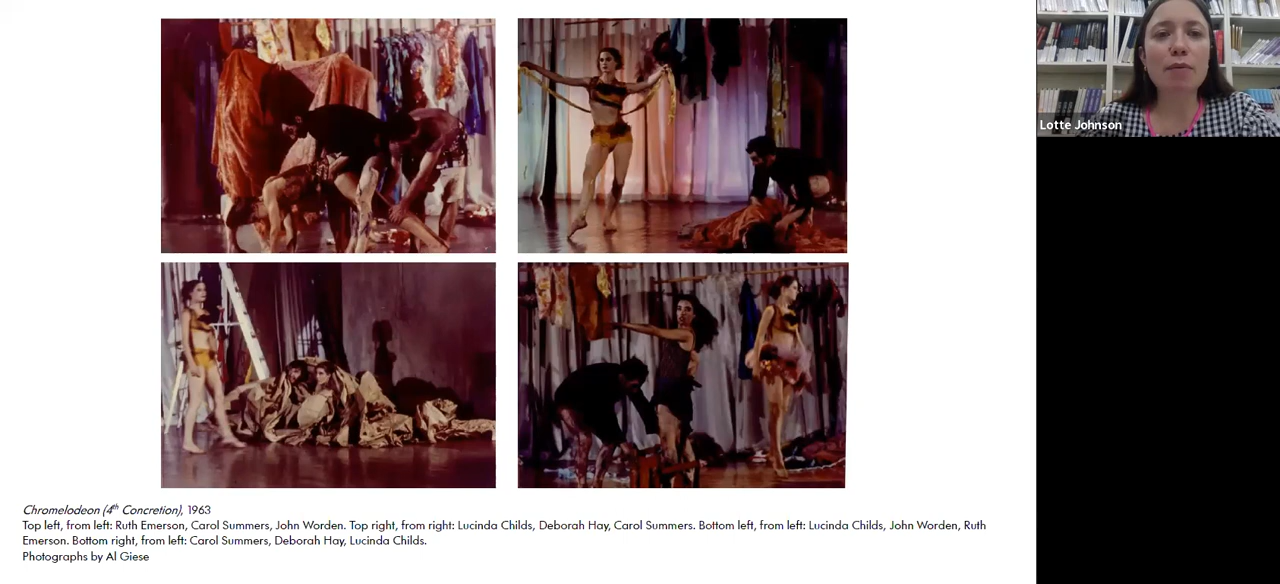 Lotte Johnson
Chromelodeon (4th Concretion), 1963
Top left, from left: Ruth Emerson, Carol Summers, John Worden. Top right, from right: Lucinda Childs, Deborah Hay, Carol Summers. Bottom left, from left: Lucinda Childs, John Worden, Ruth
Emerson. Bottom right, from left: Carol Summers, Deborah Hay, Lucinda Childs.
Photographs by Al Giese